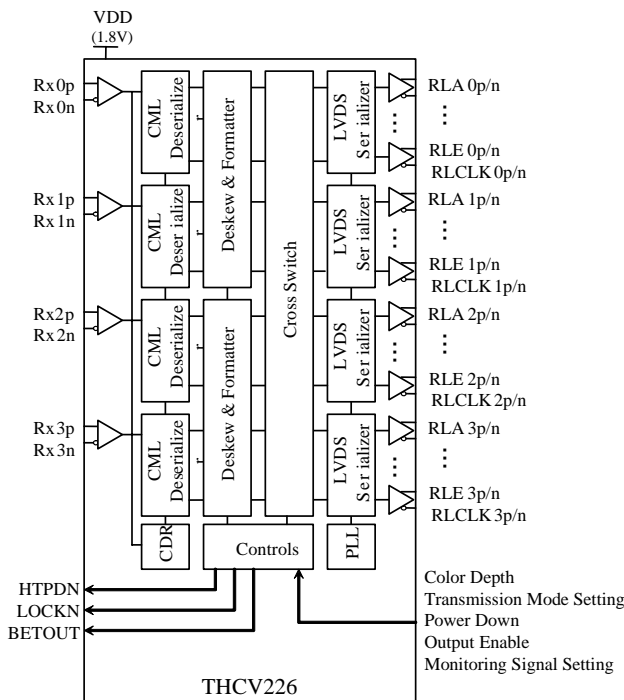 VDD
(1.8V)
Rx0p
Rx0n
Rx1p
Rx1n
Rx2p
Rx2n
Rx3p
Rx3n
CML
Deserialize
r
CML
Deserialize
r
CML
Deserialize
r
CML
Deserialize
r
CDR
Deskew & Formatter
Deskew & Formatter
Cross Switch
Controls
LVDS
Serializer
LVDS
Serializer
LVDS
Serializer
LVDS
Serializer
PLL
RLA 0p/n
RLE 0p/n
RLCLK 0p/n
RLA 1p/n
RLE 1p/n
RLCLK 1p/n
RLA 2p/n
RLE 2p/n
RLCLK 2p/n
RLA 3p/n
RLE 3p/n
RLCLK 3p/n
HTPDN
LOCKN
BETOUT
Color Depth
Transmission Mode Setting
Power Down
Output Enable
Monitoring Signal Setting
THCV226